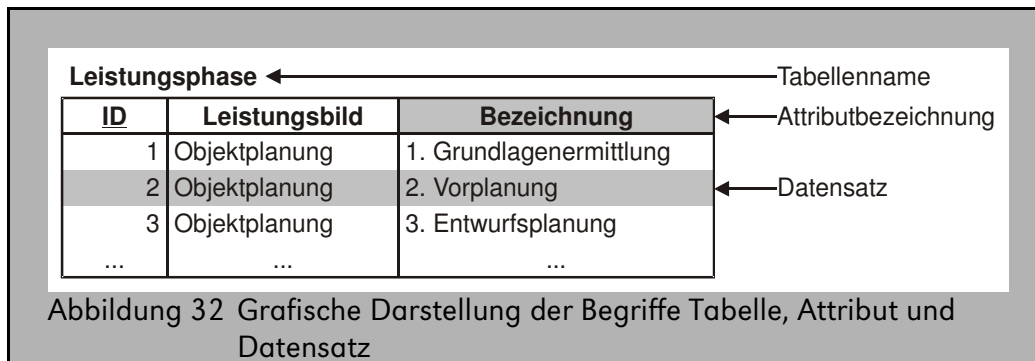 Leistungsphase Tabellenname
ID Leistungsbild Bezeichnung Attributbezeichnung
1 Objektplanung 1. Grundlagenermittlung
2 Objektplanung 2. Vorplanung Datensatz
3 Objektplanung 3. Entwurfsplanung
... ... ...
Abbildung 32 Grafische Darstellung der Begriffe Tabelle, Attribut und
Datensatz